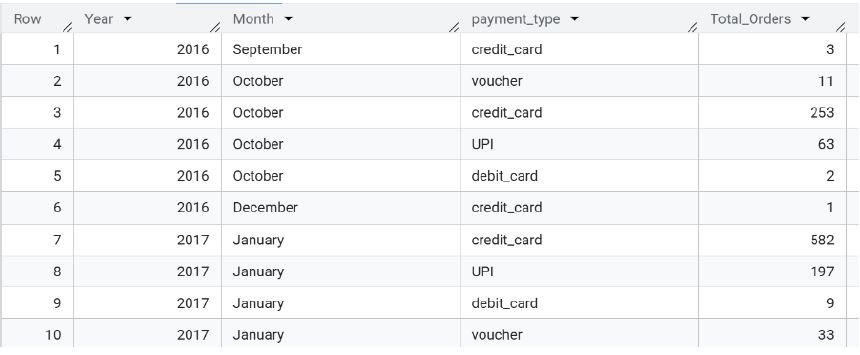 Row Year Month payment_type Total_Orders
1 2016 September credit_card 3
2 2016 October voucher 11
3 2016 October credit_card 253
4 2016 October UPI 63
5 2016 October debit_card 2
6 2016 December credit_card 1
7 2017 January credit_card 582
8 2017 January UPI 197
9 2017 January debit_card 9
10 2017 January voucher 33